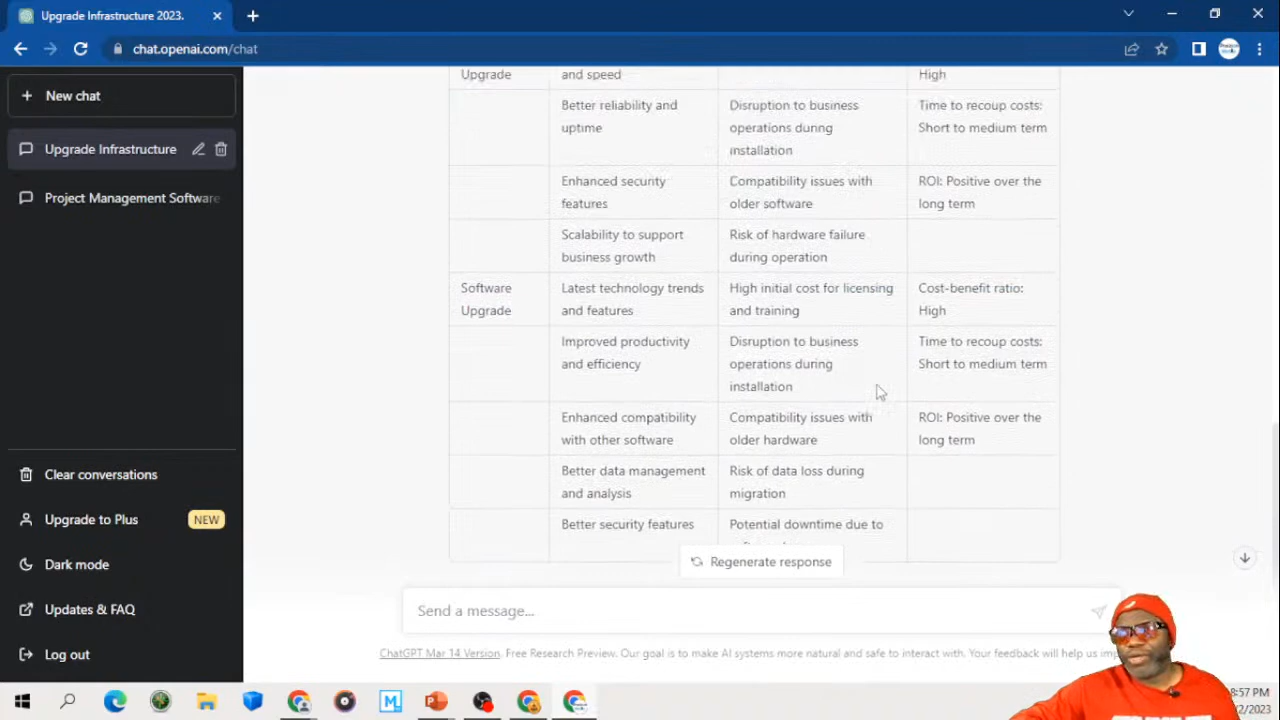 Upgrade Infrastructure 2023.
chat.openai.com/chat
New chat
Upgrade Infrastructure
Project Management Software
Clear conversations
Upgrade to Plus
NEW
Dark mode
Updates & FAQ
Log out
Upgrade
and speed
High
Better reliability and
uptime
Disruption to business
operations during
installation
Time to recoup costs:
Short to medium term
Enhanced security
features
Compatibility issues with
older software
ROI: Positive over the
long term
Scalability to support
business growth
Risk of hardware failure
during operation
Software
Upgrade
Latest technology trends
and features
High initial cost for licensing
and training
Cost-benefit ratio:
High
Improved productivity
and efficiency
Disruption to business
operations during
installation
Time to recoup costs:
Short to medium term
Enhanced compatibility
with other software
Compatibility issues with
older hardware
ROI: Positive over the
long term
Better data management
and analysis
Risk of data loss during
migration
Better security features
Potential downtime due to
Regenerate response
Send a message...
ChatGPT Mar 14 Version. Free Research Preview. Our goal is to make AI systems more natural and safe to interact with. Your feedback will help us
8:57 PM
/2/2023